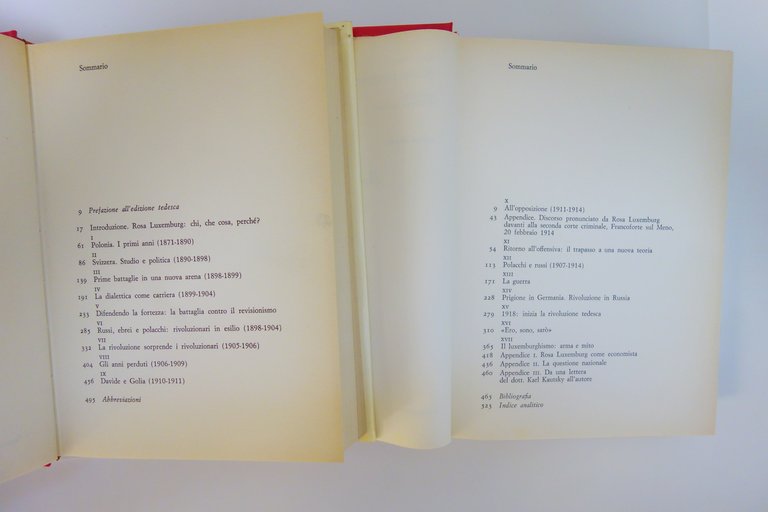 Sommario
9 Prefazione all'edizione tedesca
17 Introduzione. Rosa Luxemburg: chi, che cosa, perché?
I
61 Polonia. I primi anni (1871-1890)
II
86 Svizzera. Studio e politica (1890-1898)
III
139 Prime battaglie in una nuova arena (1898-1899)
IV
191 La dialettica come carriera (1899-1904)
V
233 Difendendo la fortezza: la battaglia contro il revisionismo
VI
285 Russi, ebrei e polacchi: rivoluzionari in esilio (1898-1904)
VII
332 La rivoluzione sorprende i rivoluzionari (1905-1906)
VIII
404 Gli anni perduti (1906-1909)
IX
456 Davide e Golia (1910-1911)
495 Abbreviazioni
Sommario
X
9 All'opposizione (1911-1914)
43 Appendice. Discorso pronunciato da Rosa Luxemburg
davanti alla seconda corte criminale, Francoforte sul Meno,
20 febbraio 1914
XI
54 Ritorno all'offensiva: il trapasso a una nuova teoria
XII
113 Polacchi e russi (1907-1914)
XIII
171 La guerra
XIV
228 Prigione in Germania. Rivoluzione in Russia
XV
279 1918: inizia la rivoluzione tedesca
XVI
310 «Ero, sono, sarò»
XVII
365 Il luxemburghismo: arma e mito
418 Appendice I. Rosa Luxemburg come economista
436 Appendice II. La questione nazionale
460 Appendice III. Da una lettera
del dott. Karl Kautsky all'autore
465 Bibliografia
523 Indice analitico